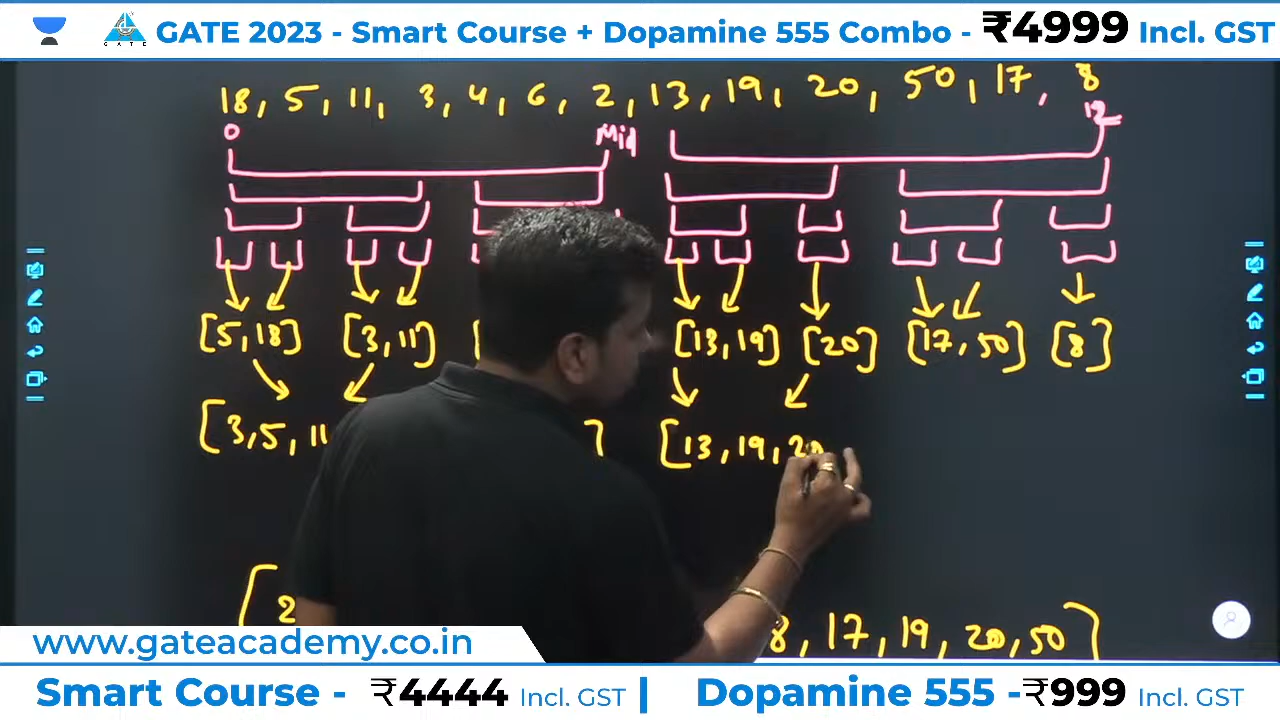 GATE 2023 - Smart Course + Dopamine 555 Combo - ₹4999 Incl. GST
GATE
18, 5, 11, 3, 4, 6, 2, 13, 19, 20, 50, 17, 8
0 Mid 12
[5, 18] [3, 11] [ [13, 19] [20] [17, 50] [8]
[3, 5, 11 ] [13, 19, 20
[2 8, 17, 19, 20, 50]
www.gateacademy.co.in
Smart Course - ₹4444 Incl. GST | Dopamine 555 -₹999 Incl. GST